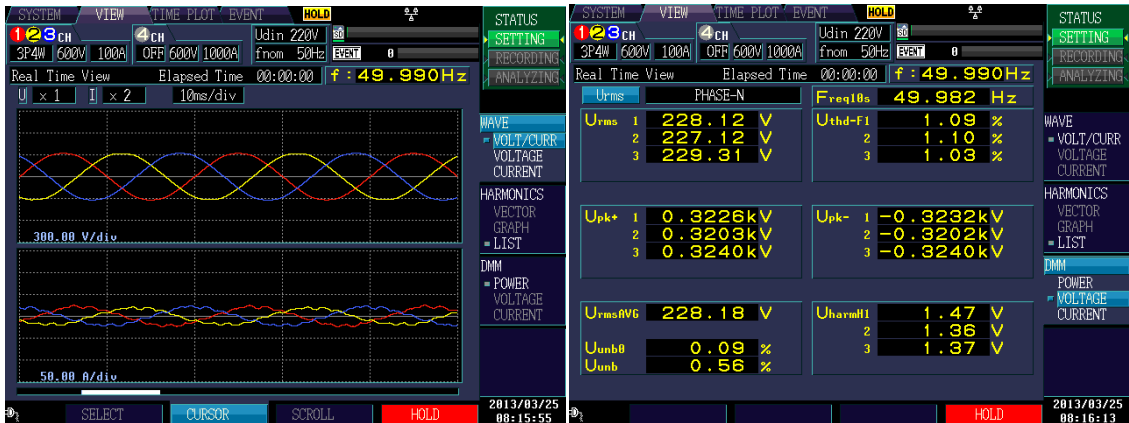 SYSTEM VIEW TIME PLOT EVENT HOLD
123CH 4CH Udin 220V SD
3P4W 600V 100A OFF 600V 1000A fnom 50Hz EVENT 0
Real Time View Elapsed Time 00:00:00 f:49.990Hz
U x 1 I x 2 10ms/div
300.00 V/div
50.00 A/div
SELECT CURSOR SCROLL HOLD
STATUS
SETTING
RECORDING
ANALYZING
WAVE
VOLT/CURR
VOLTAGE
CURRENT
HARMONICS
VECTOR
GRAPH
LIST
DMM
POWER
VOLTAGE
CURRENT
2013/03/25
08:15:55
SYSTEM VIEW TIME PLOT EVENT HOLD
123CH 4CH Udin 220V SD
3P4W 600V 100A OFF 600V 1000A fnom 50Hz EVENT 0
Real Time View Elapsed Time 00:00:00 f:49.990Hz
Urms PHASE-N Freq10s 49.982 Hz
Urms 1 228.12 V Uthd-F1 1.09 %
2 227.12 V 2 1.10 %
3 229.31 V 3 1.03 %
Upk+ 1 0.3226kV Upk- 1 -0.3232kV
2 0.3203kV 2 -0.3202kV
3 0.3240kV 3 -0.3240kV
UrmsAVG 228.18 V UharmH1 1.47 V
2 1.36 V
Uunb0 0.09 % 3 1.37 V
Uunb 0.56 %
HOLD
STATUS
SETTING
RECORDING
ANALYZING
WAVE
VOLT/CURR
VOLTAGE
CURRENT
HARMONICS
VECTOR
GRAPH
LIST
DMM
POWER
VOLTAGE
CURRENT
2013/03/25
08:16:13